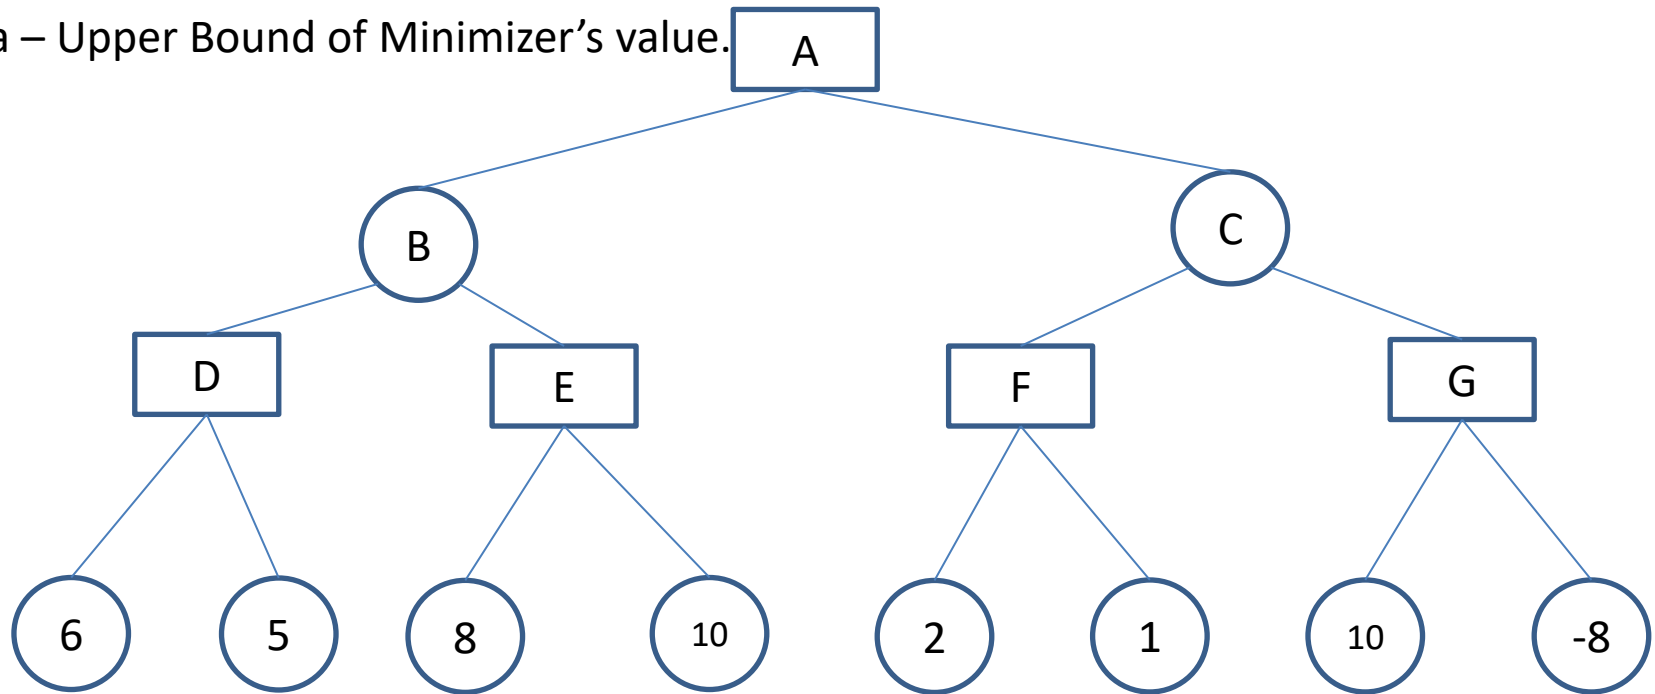 a – Upper Bound of Minimizer's value.
A
B
C
D
E
F
G
6
5
8
10
2
1
10
-8